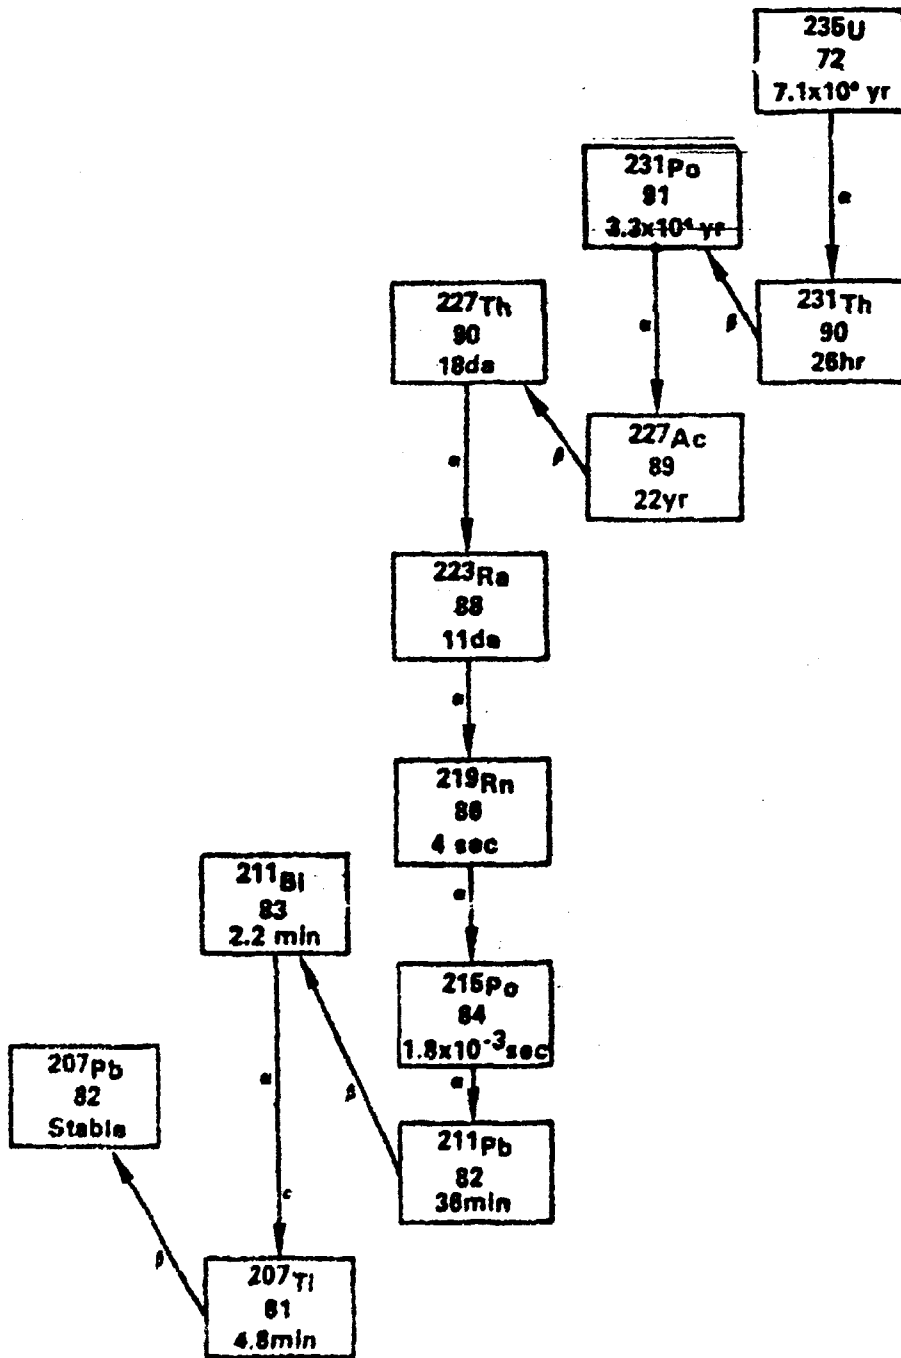 235U
72
7.1x10⁸ yr
α
231Po
91
3.3x10⁴ yr
α
β
231Th
90
26hr
227Th
90
18da
α
β
227Ac
89
22yr
223Ra
88
11da
α
219Rn
86
4 sec
α
211Bi
83
2.2 min
α
c
β
215Po
84
1.8x10⁻³sec
α
211Pb
82
36min
207Pb
82
Stable
β
207Tl
81
4.8min